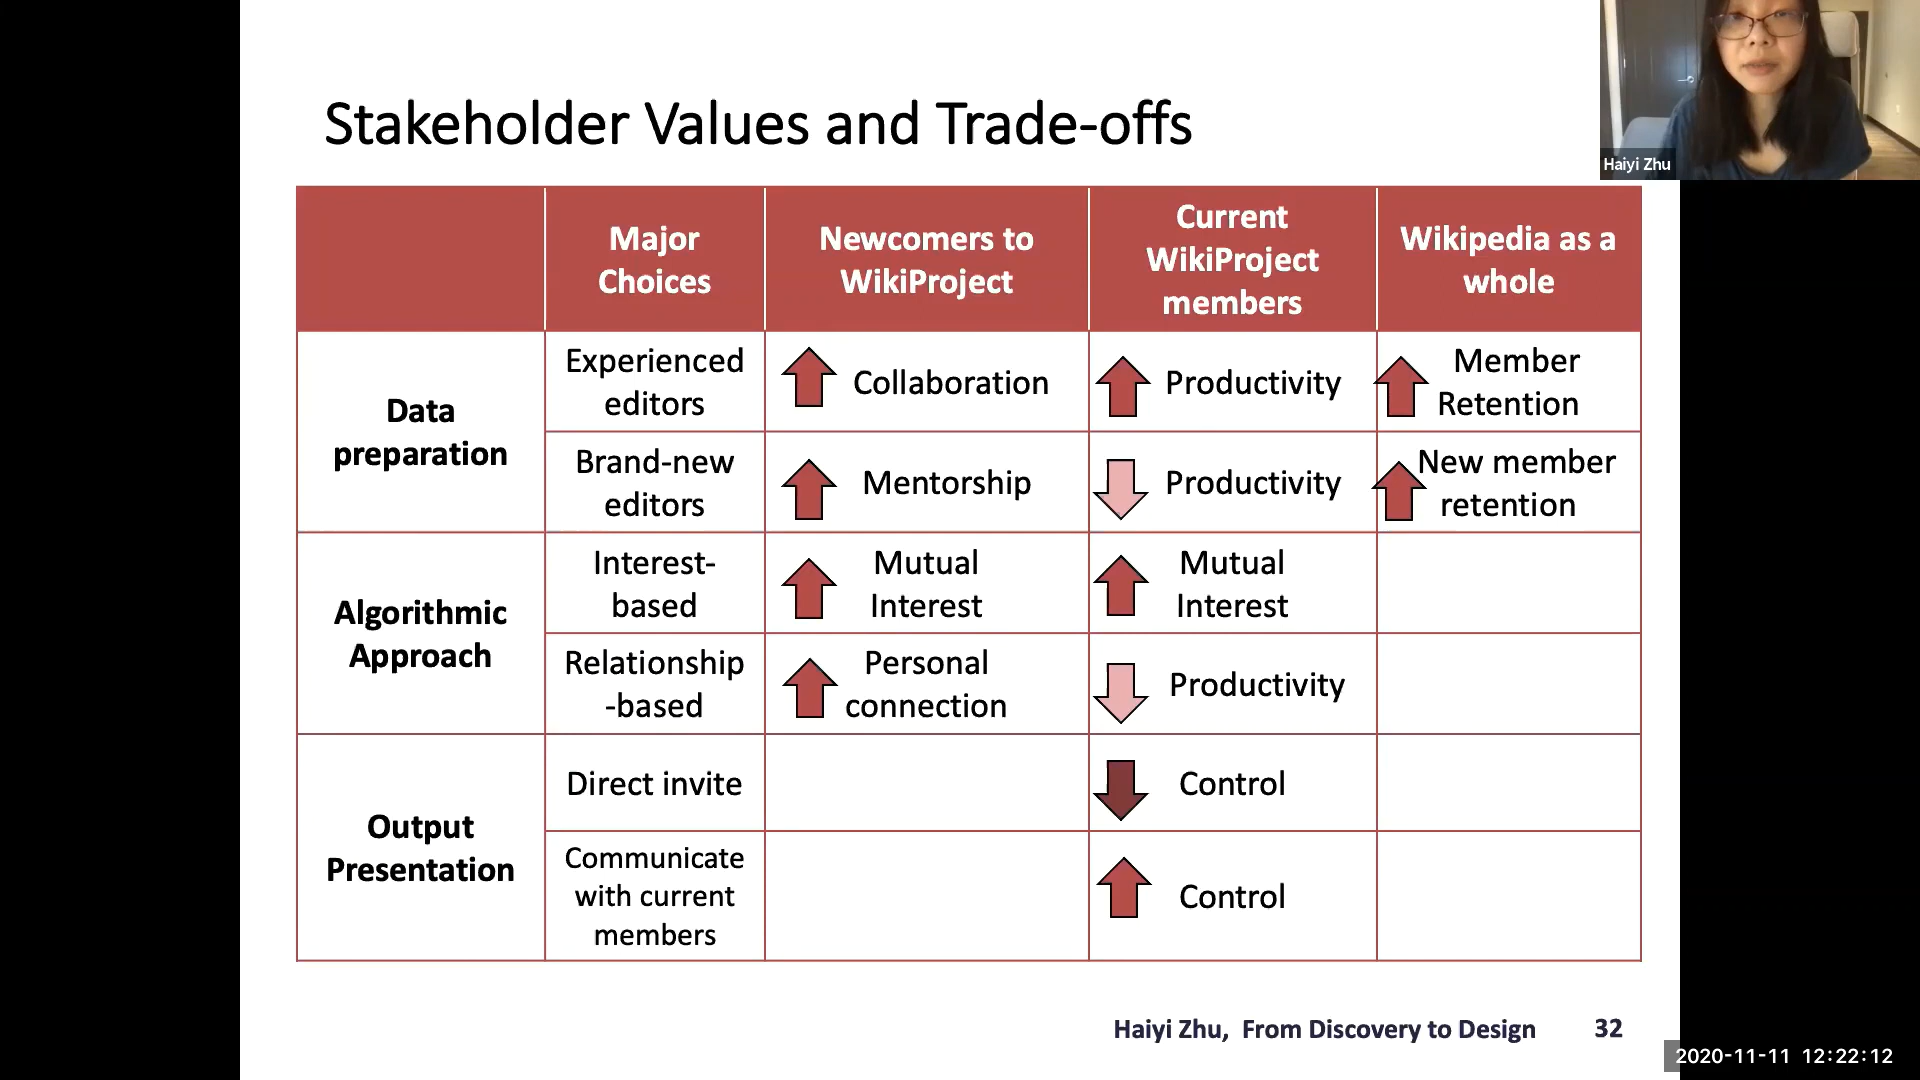 Stakeholder Values and Trade-offs
Haiyi Zhu
Major
Choices
Newcomers to
WikiProject
Current
WikiProject
members
Wikipedia as a
whole
Data
preparation
Experienced
editors
Collaboration
Productivity
Member
Retention
Brand-new
editors
Mentorship
Productivity
New member
retention
Algorithmic
Approach
Interest-
based
Mutual
Interest
Mutual
Interest
Relationship
-based
Personal
connection
Productivity
Output
Presentation
Direct invite
Control
Communicate
with current
members
Control
Haiyi Zhu, From Discovery to Design
32
2020-11-11 12:22:12